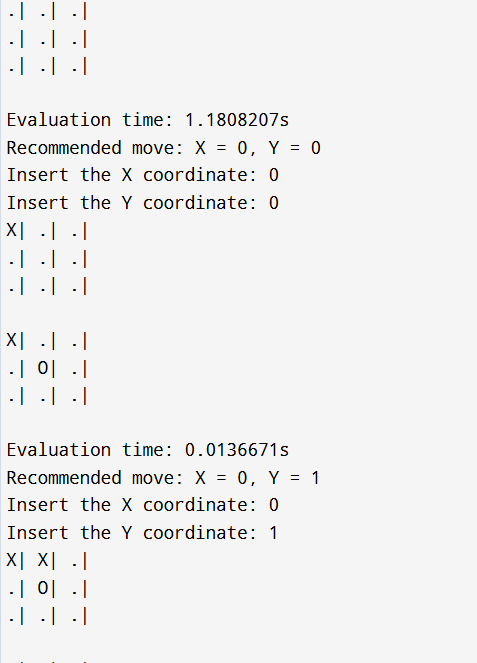 .| .| .|
.| .| .|
.| .| .|
Evaluation time: 1.1808207s
Recommended move: X = 0, Y = 0
Insert the X coordinate: 0
Insert the Y coordinate: 0
X| .| .|
.| .| .|
.| .| .|
X| .| .|
.| O| .|
.| .| .|
Evaluation time: 0.0136671s
Recommended move: X = 0, Y = 1
Insert the X coordinate: 0
Insert the Y coordinate: 1
X| X| .|
.| O| .|
.| .| .|